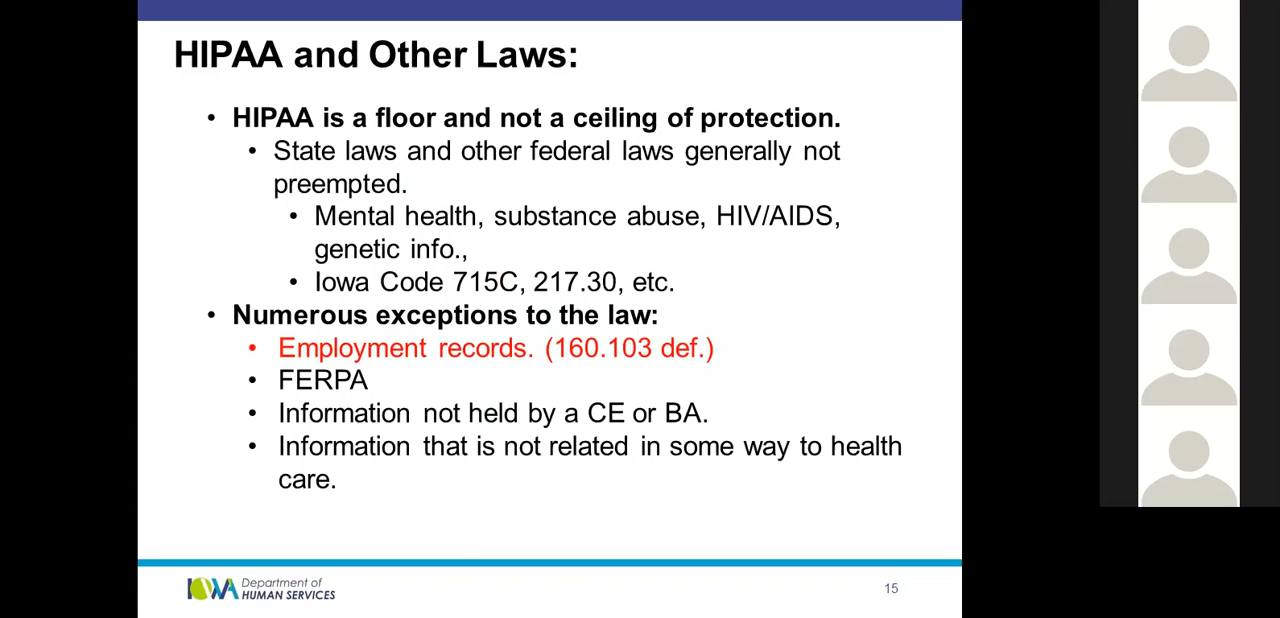 HIPAA and Other Laws:
• HIPAA is a floor and not a ceiling of protection.
• State laws and other federal laws generally not
preempted.
• Mental health, substance abuse, HIV/AIDS,
genetic info.,
• Iowa Code 715C, 217.30, etc.
• Numerous exceptions to the law:
• Employment records. (160.103 def.)
• FERPA
• Information not held by a CE or BA.
• Information that is not related in some way to health
care.
IOWA Department of
HUMAN SERVICES
15